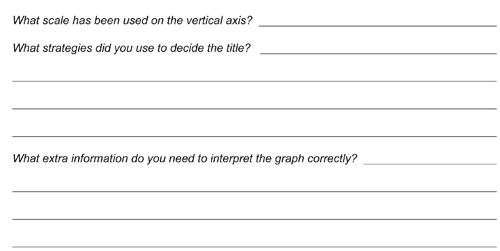 What scale has been used on the vertical axis?
What strategies did you use to decide the title?
What extra information do you need to interpret the graph correctly?